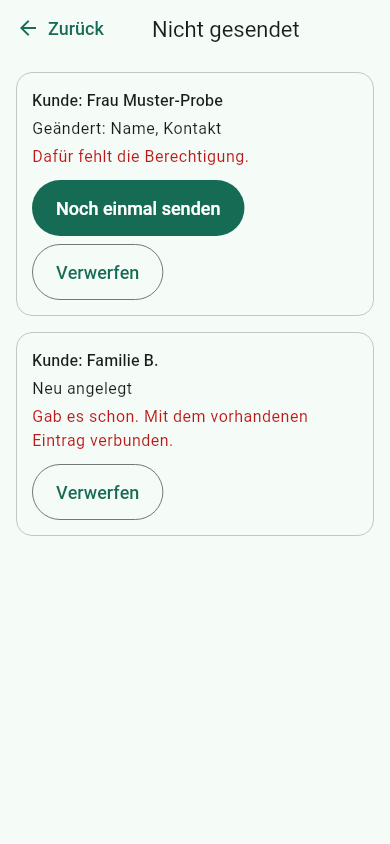 Zurück
Nicht gesendet
Kunde: Frau Muster-Probe
Geändert: Name, Kontakt
Dafür fehlt die Berechtigung.
Noch einmal senden
Verwerfen
Kunde: Familie B.
Neu angelegt
Gab es schon. Mit dem vorhandenen
Eintrag verbunden.
Verwerfen